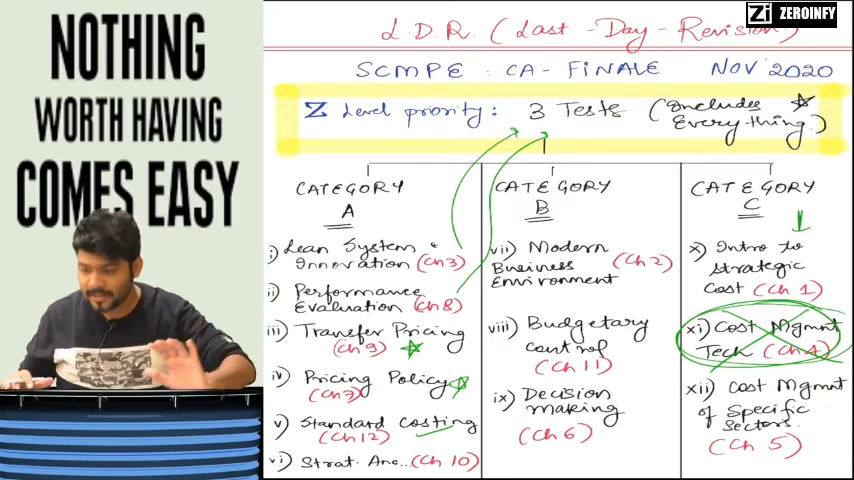 NOTHING
WORTH HAVING
COMES EASY
Zi ZEROINFY
L.D.R. (Last-Day-Revision)
SCMPE : CA-FINALE NOV 2020
Z Level priority: 3 Tests (Concludes
Everything.)
CATEGORY
A
i) Lean System &
Innovation (Ch 3)
ii) Performance
Evaluation (Ch 8)
iii) Transfer Pricing
(Ch 9)
iv) Pricing Policy
(Ch 7)
v) Standard Costing
(Ch 12)
vi) Strat. Anc... (Ch 10)
CATEGORY
B
vii) Modern
Business (Ch 2)
Environment
viii) Budgetary
control
(Ch 11)
ix) Decision
making
(Ch 6)
CATEGORY
C
x) Intro to
Strategic
Cost (Ch 1)
xi) Cost Mgmnt
Tech (Ch 4)
xii) Cost Mgmnt
of Specific
Sectors.
(Ch 5)